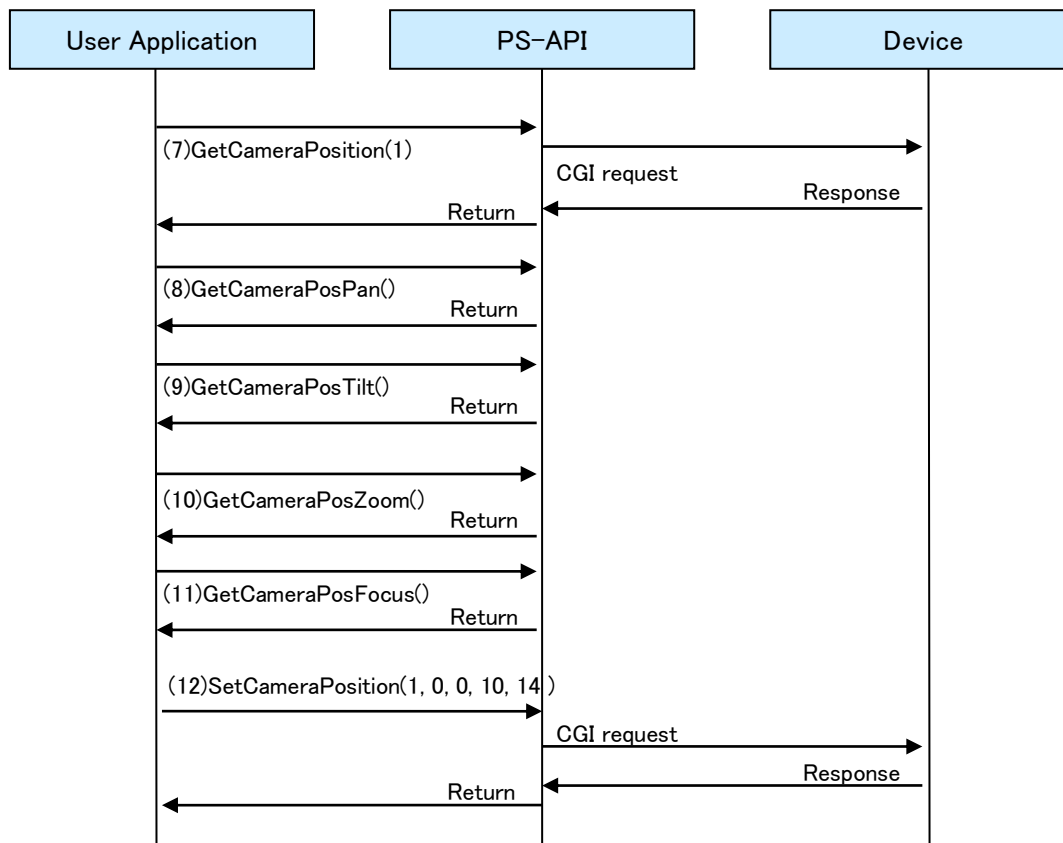 User Application
PS-API
Device
(7)GetCameraPosition(1)
CGI request
Response
Return
(8)GetCameraPosPan()
Return
(9)GetCameraPosTilt()
Return
(10)GetCameraPosZoom()
Return
(11)GetCameraPosFocus()
Return
(12)SetCameraPosition(1, 0, 0, 10, 14 )
CGI request
Response
Return